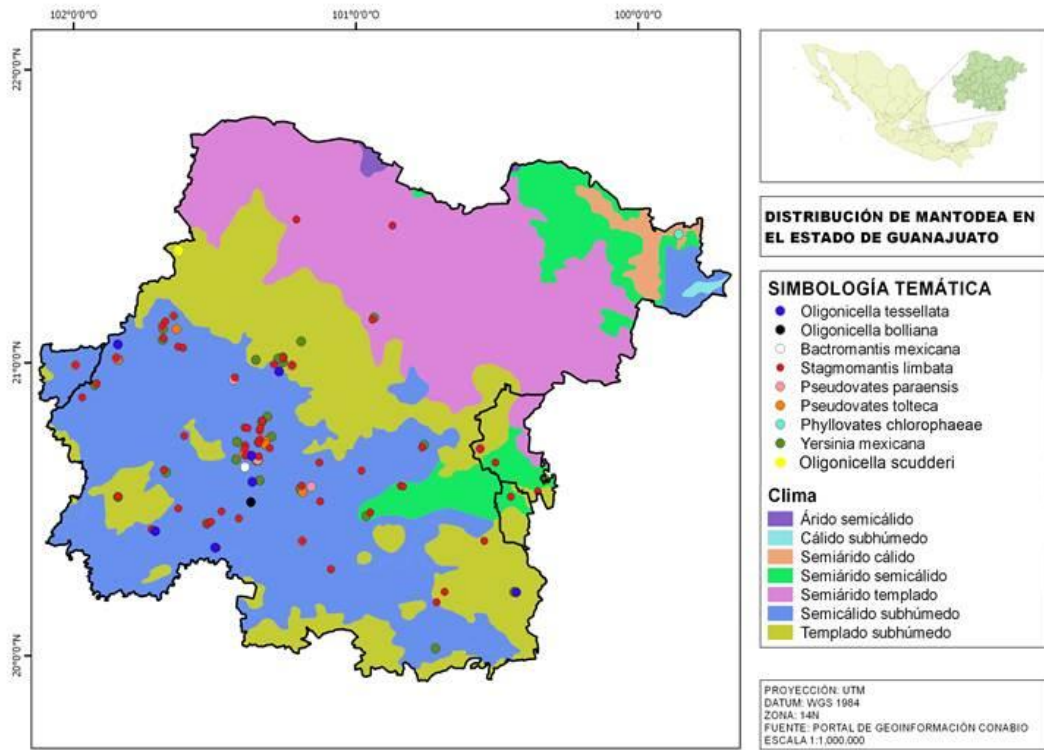 102°0'0"O
101°0'0"O
100°0'0"O
22°0'0"N
21°0'0"N
20°0'0"N
DISTRIBUCIÓN DE MANTODEA EN
EL ESTADO DE GUANAJUATO
SIMBOLOGÍA TEMÁTICA
Oligonicella tessellata
Oligonicella bolliana
Bactromantis mexicana
Stagmomantis limbata
Pseudovates paraensis
Pseudovates tolteca
Phyllovates chlorophaeae
Yersinia mexicana
Oligonicella scudderi
Clima
Árido semicálido
Cálido subhúmedo
Semiárido cálido
Semiárido semicálido
Semiárido templado
Semicálido subhúmedo
Templado subhúmedo
PROYECCIÓN: UTM
DATUM: WGS 1984
ZONA: 14N
FUENTE: PORTAL DE GEOINFORMACIÓN CONABIO
ESCALA 1:1,000,000